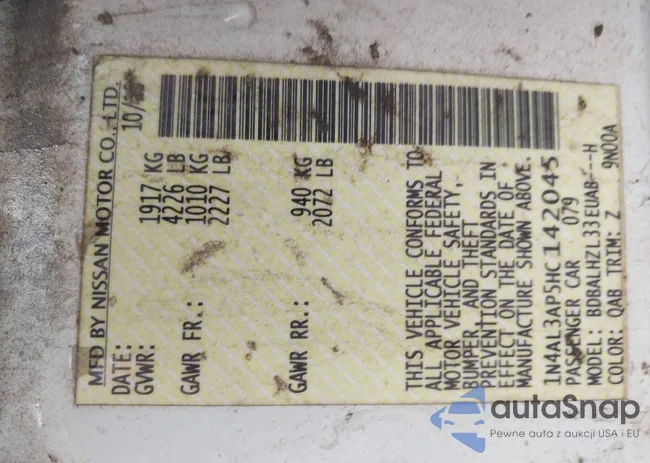 MFD BY NISSAN MOTOR CO.,LTD.
DATE: 10/
GVWR: 1917 KG
4226 LB
GAWR FR.: 1010 KG
2227 LB
GAWR RR.: 940 KG
2072 LB
THIS VEHICLE CONFORMS TO
ALL APPLICABLE FEDERAL
MOTOR VEHICLE SAFETY,
BUMPER, AND THEFT
PREVENTION STANDARDS IN
EFFECT ON THE DATE OF
MANUFACTURE SHOWN ABOVE.
1N4AL3AP5HC142045
PASSENGER CAR 079
MODEL: BDBALHZL33EUAB---H
COLOR: QAB TRIM: Z 9N00A
autaSnap
Pewne auta z aukcji USA i EU